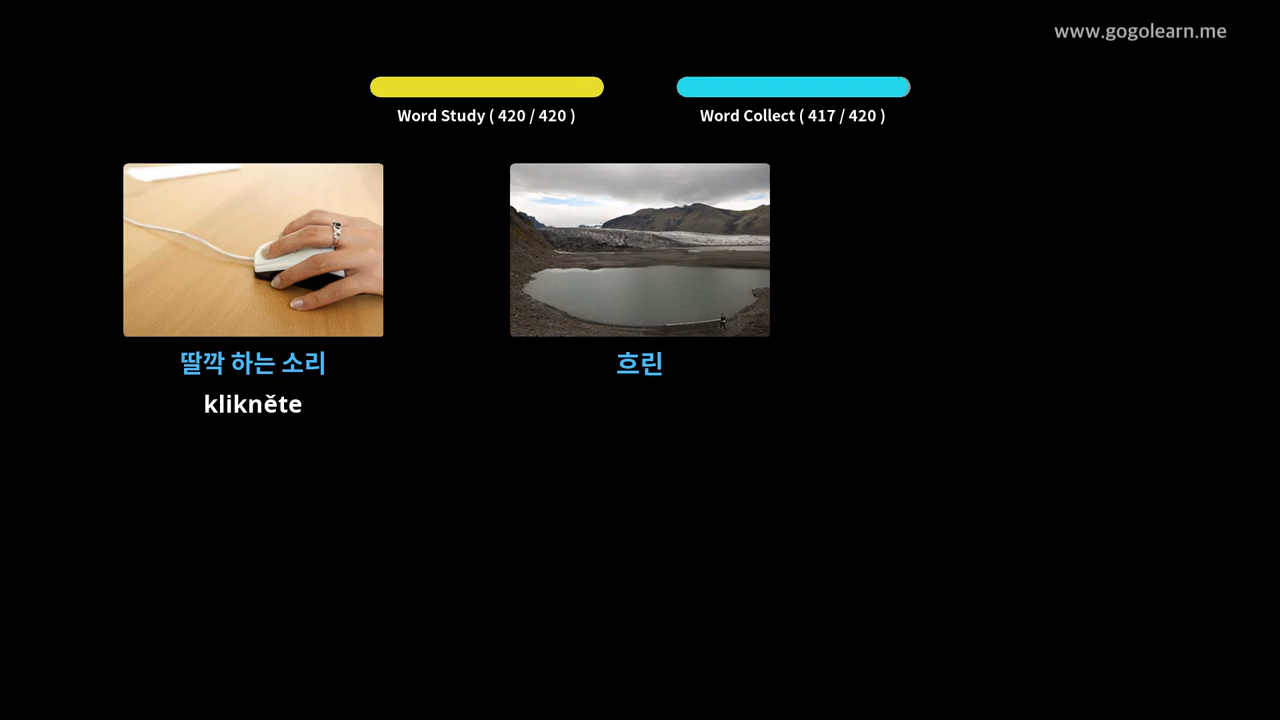 www.gogolearn.me
Word Study ( 420 / 420 )
Word Collect ( 417 / 420 )
딸깍 하는 소리
klikněte
흐린